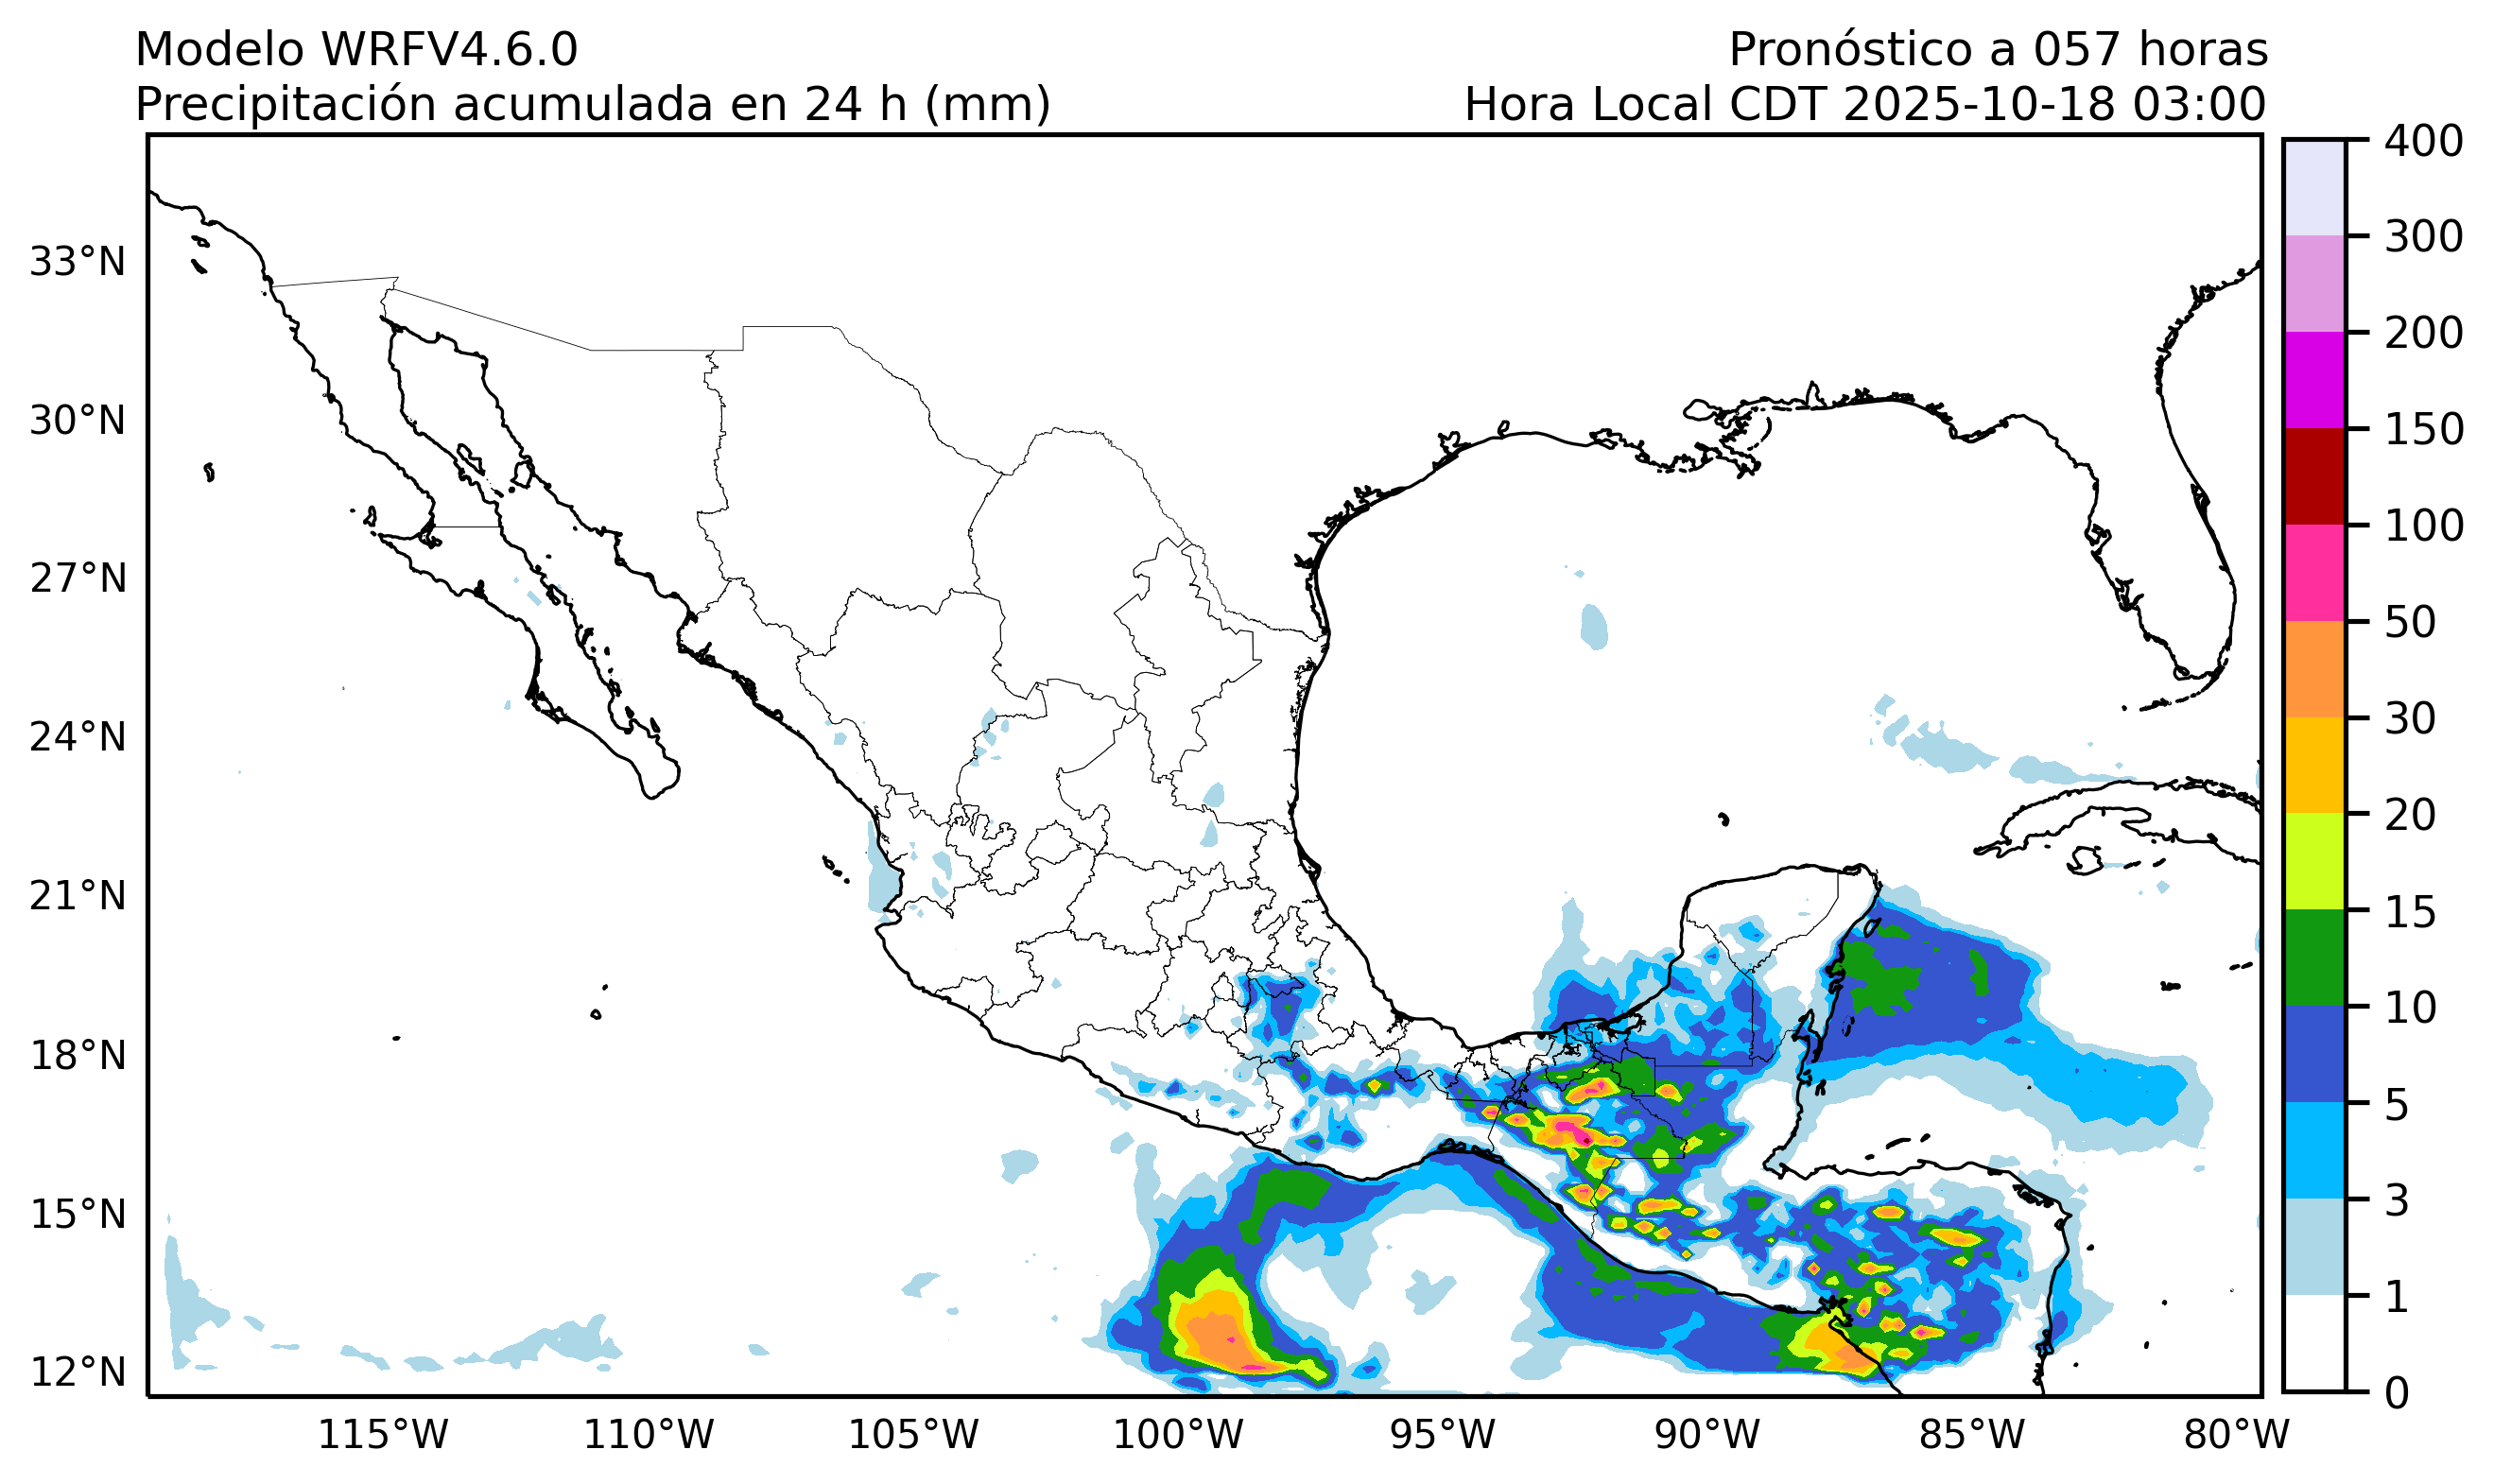 Modelo WRFV4.6.0
Pronóstico a 057 horas
Precipitación acumulada en 24 h (mm)
Hora Local CDT 2025-10-18 03:00
33°N
30°N
27°N
24°N
21°N
18°N
15°N
12°N
115°W
110°W
105°W
100°W
95°W
90°W
85°W
80°W
400
300
200
150
100
50
30
20
15
10
5
3
1
0